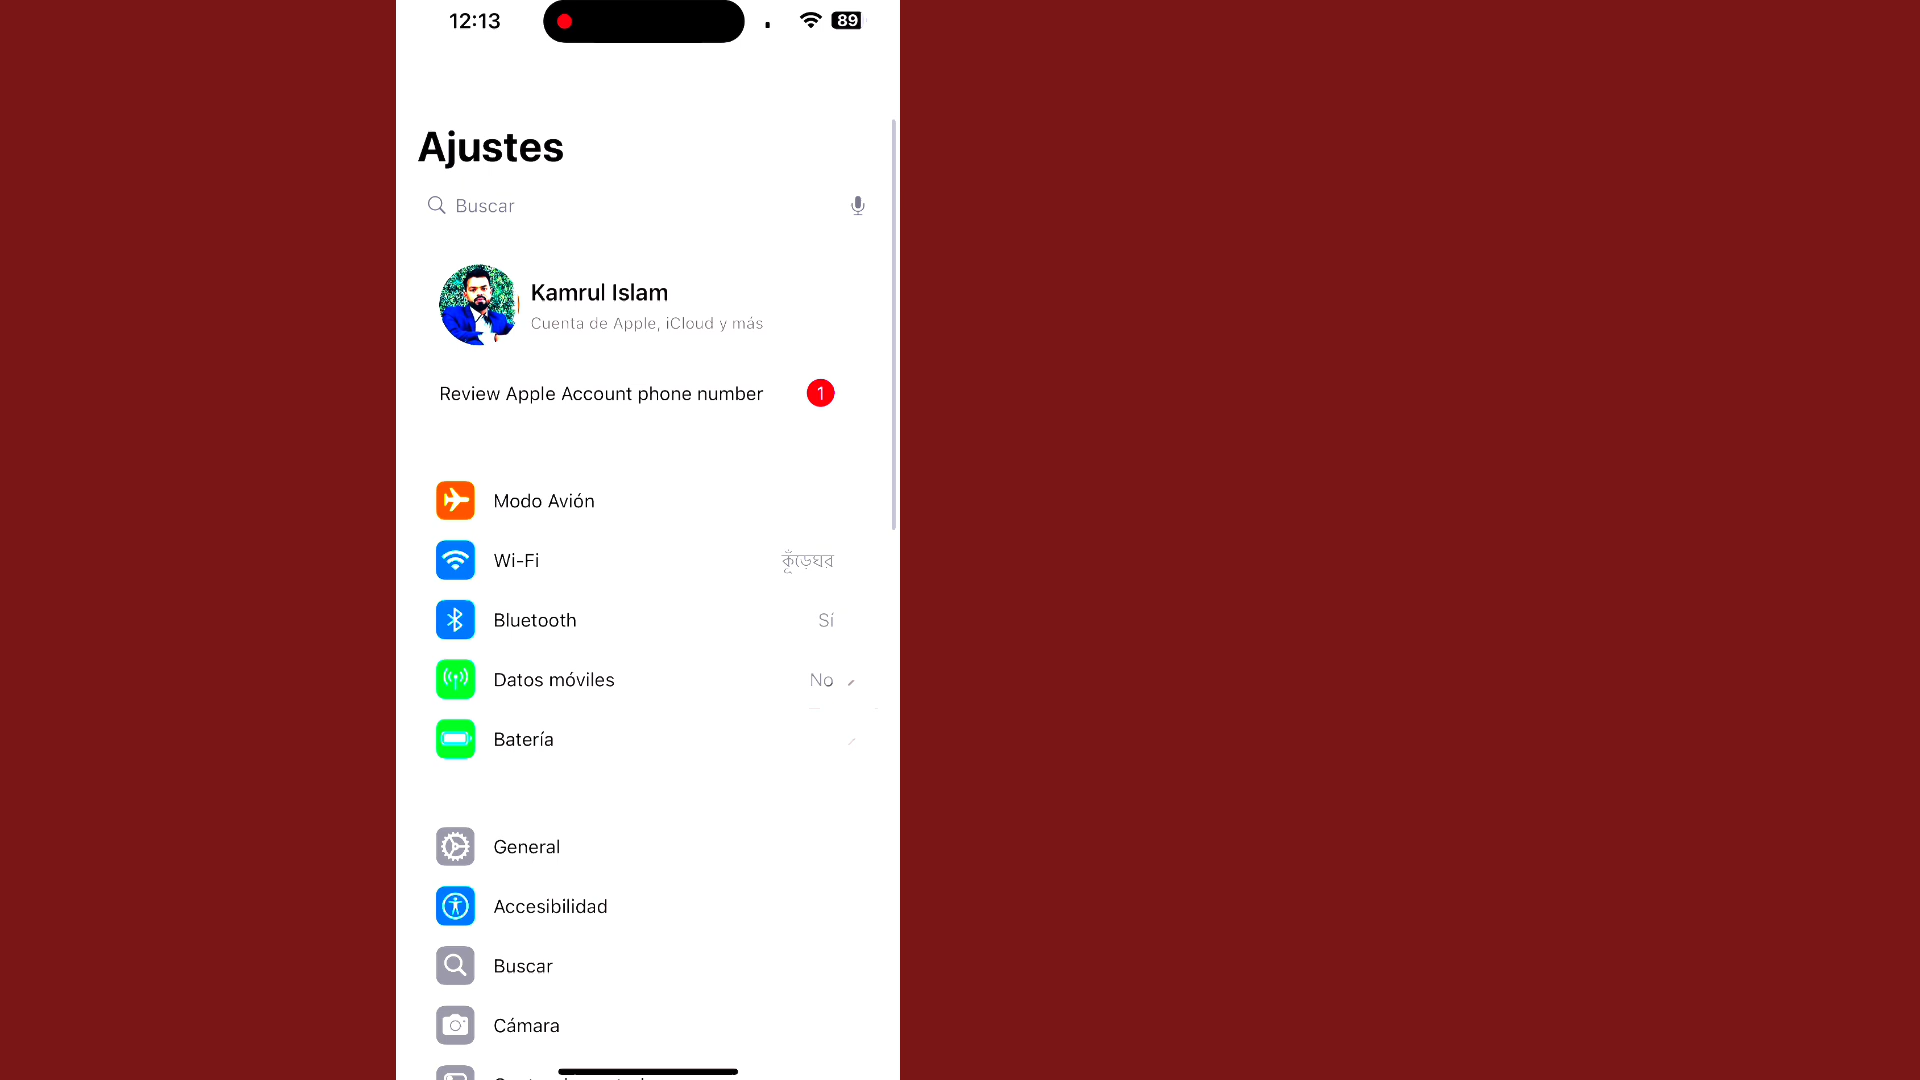 12:13
89
Ajustes
Buscar
Kamrul Islam
Cuenta de Apple, iCloud y más
Review Apple Account phone number
1
Modo Avión
Wi-Fi
কুঁড়েঘর
Bluetooth
Sí
Datos móviles
No
Batería
General
Accesibilidad
Buscar
Cámara